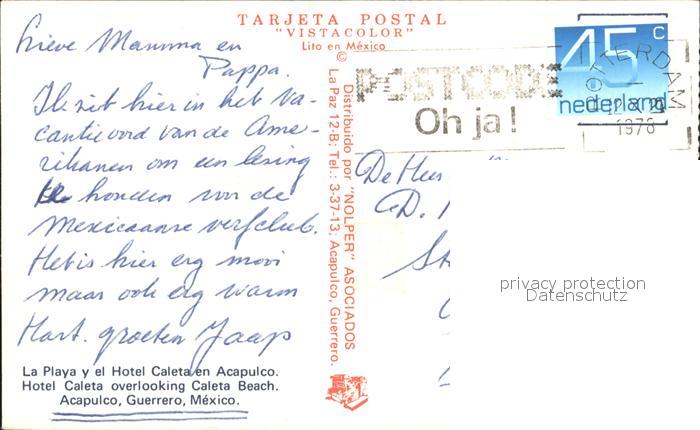 TARJETA POSTAL
"VISTACOLOR"
Lito en México
©
Lieve Mamma en
Pappa.
Ik zit hier in het va-
cantieoord van de Ame-
rikanen om een lezing
te houden voor de
Mexicaanse verfclub.
Het is hier erg mooi
maar ook erg warm
Hart. groeten Jaap
La Playa y el Hotel Caleta en Acapulco.
Hotel Caleta overlooking Caleta Beach.
Acapulco, Guerrero, México.
Distribuido por "NOLPER" ASOCIADOS
La Paz 12-B; Tel.: 3-37-13; Acapulco, Guerrero.
POSTCODE
Oh ja!
45 c
nederland
ROTTERDAM
1978
De Heer
D.
privacy protection
Datenschutz